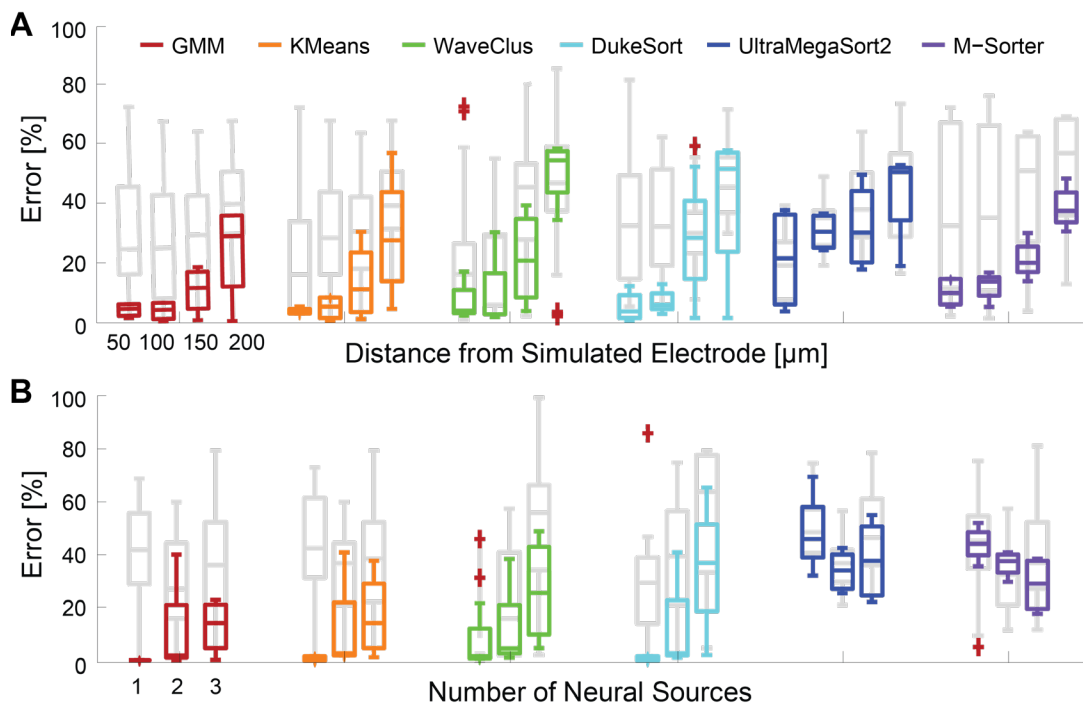 A
100
GMM KMeans WaveClus DukeSort UltraMegaSort2 M-Sorter
80
60
40
20
0
Error [%]
50 100 150 200
Distance from Simulated Electrode [µm]
B
100
80
60
40
20
0
Error [%]
1 2 3
Number of Neural Sources